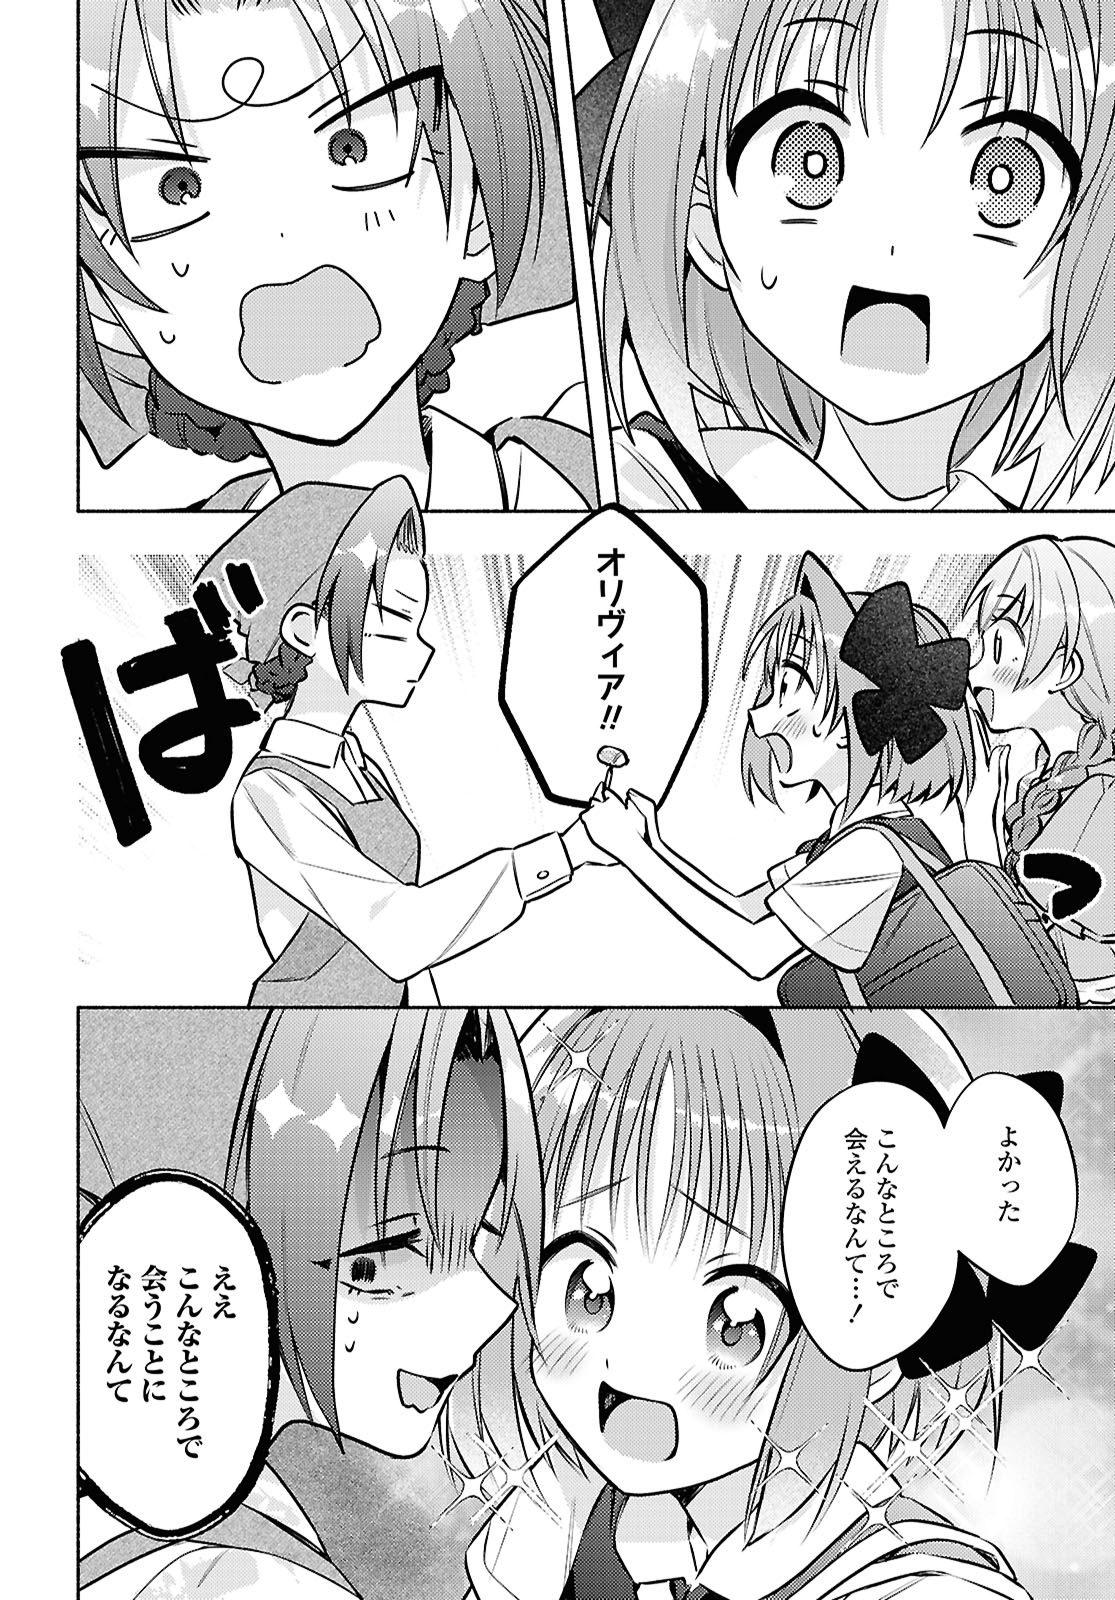 オリヴィア!!
ばっ
よかった
こんなところで
会えるなんて…!
ええ
こんなところで
会うことに
なるなんて